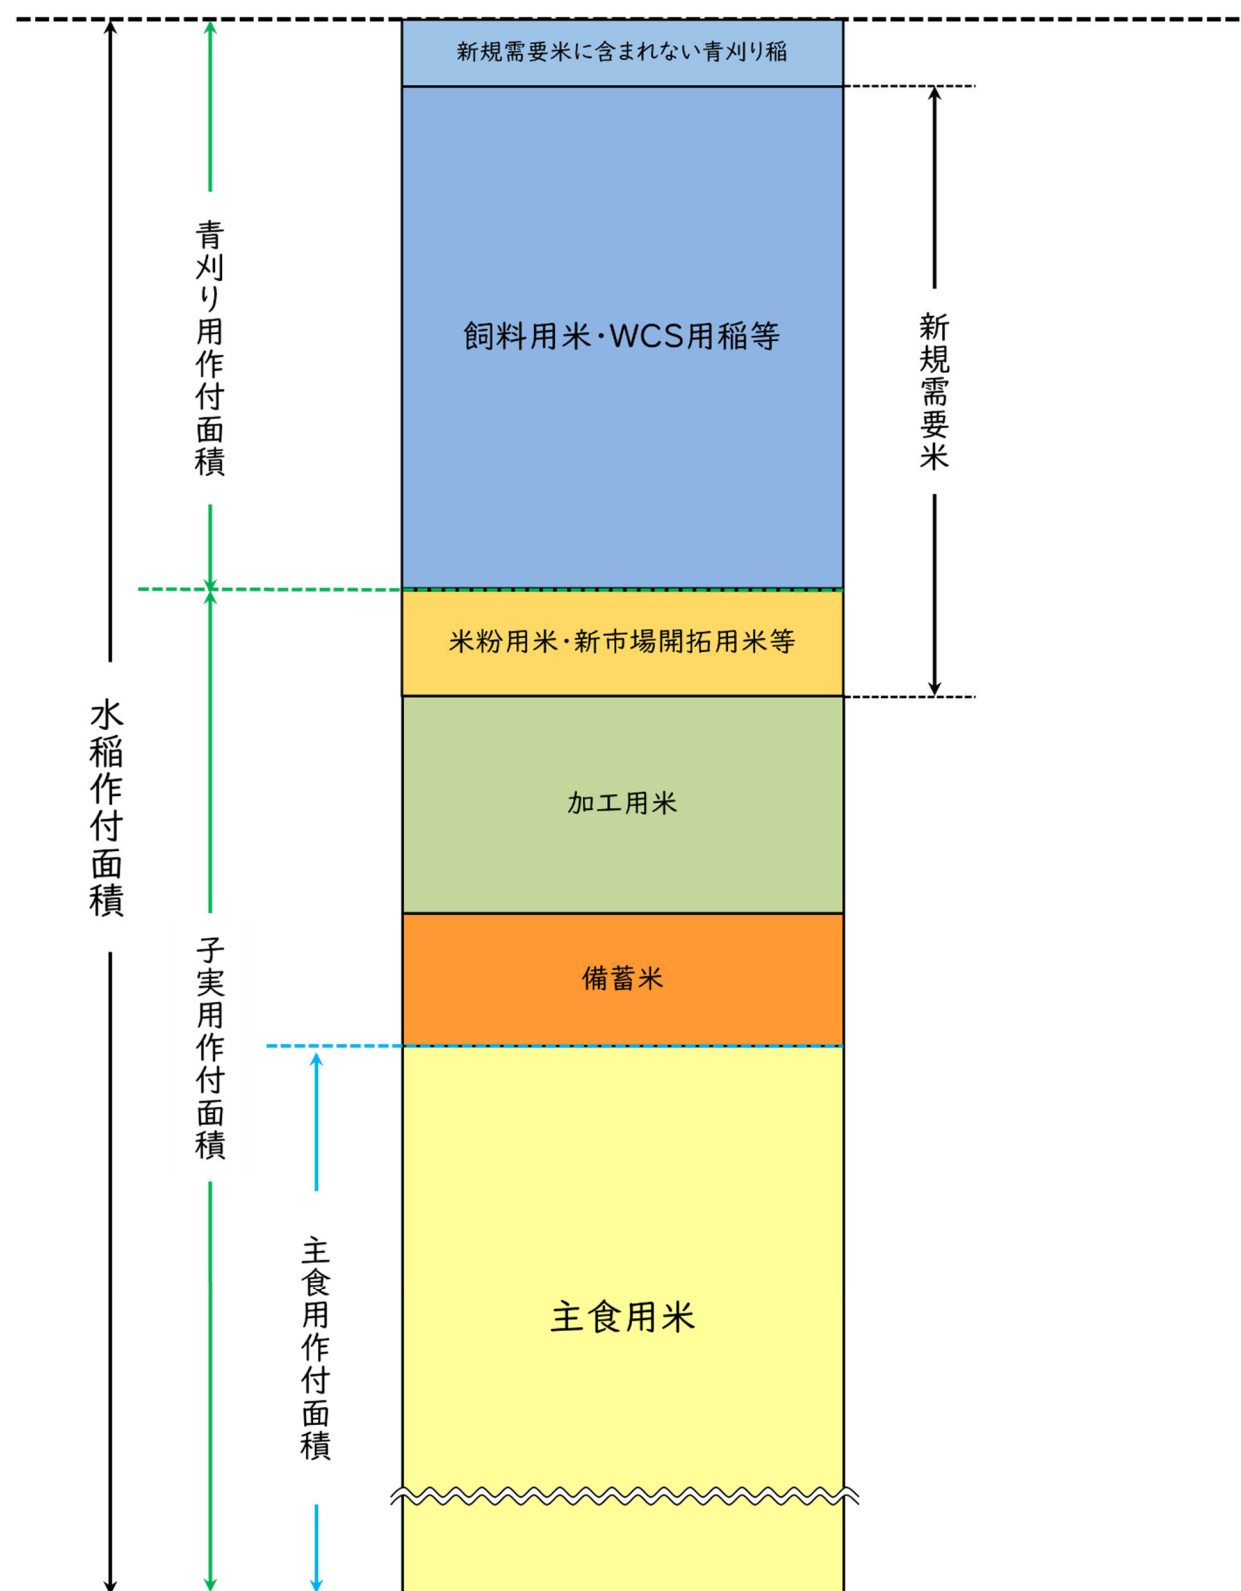 新規需要米に含まれない青刈り稲
青刈り用作付面積
飼料用米・WCS用稲等
新規需要米
米粉用米・新市場開拓用米等
水稲作付面積
加工用米
子実用作付面積
備蓄米
主食用作付面積
主食用米